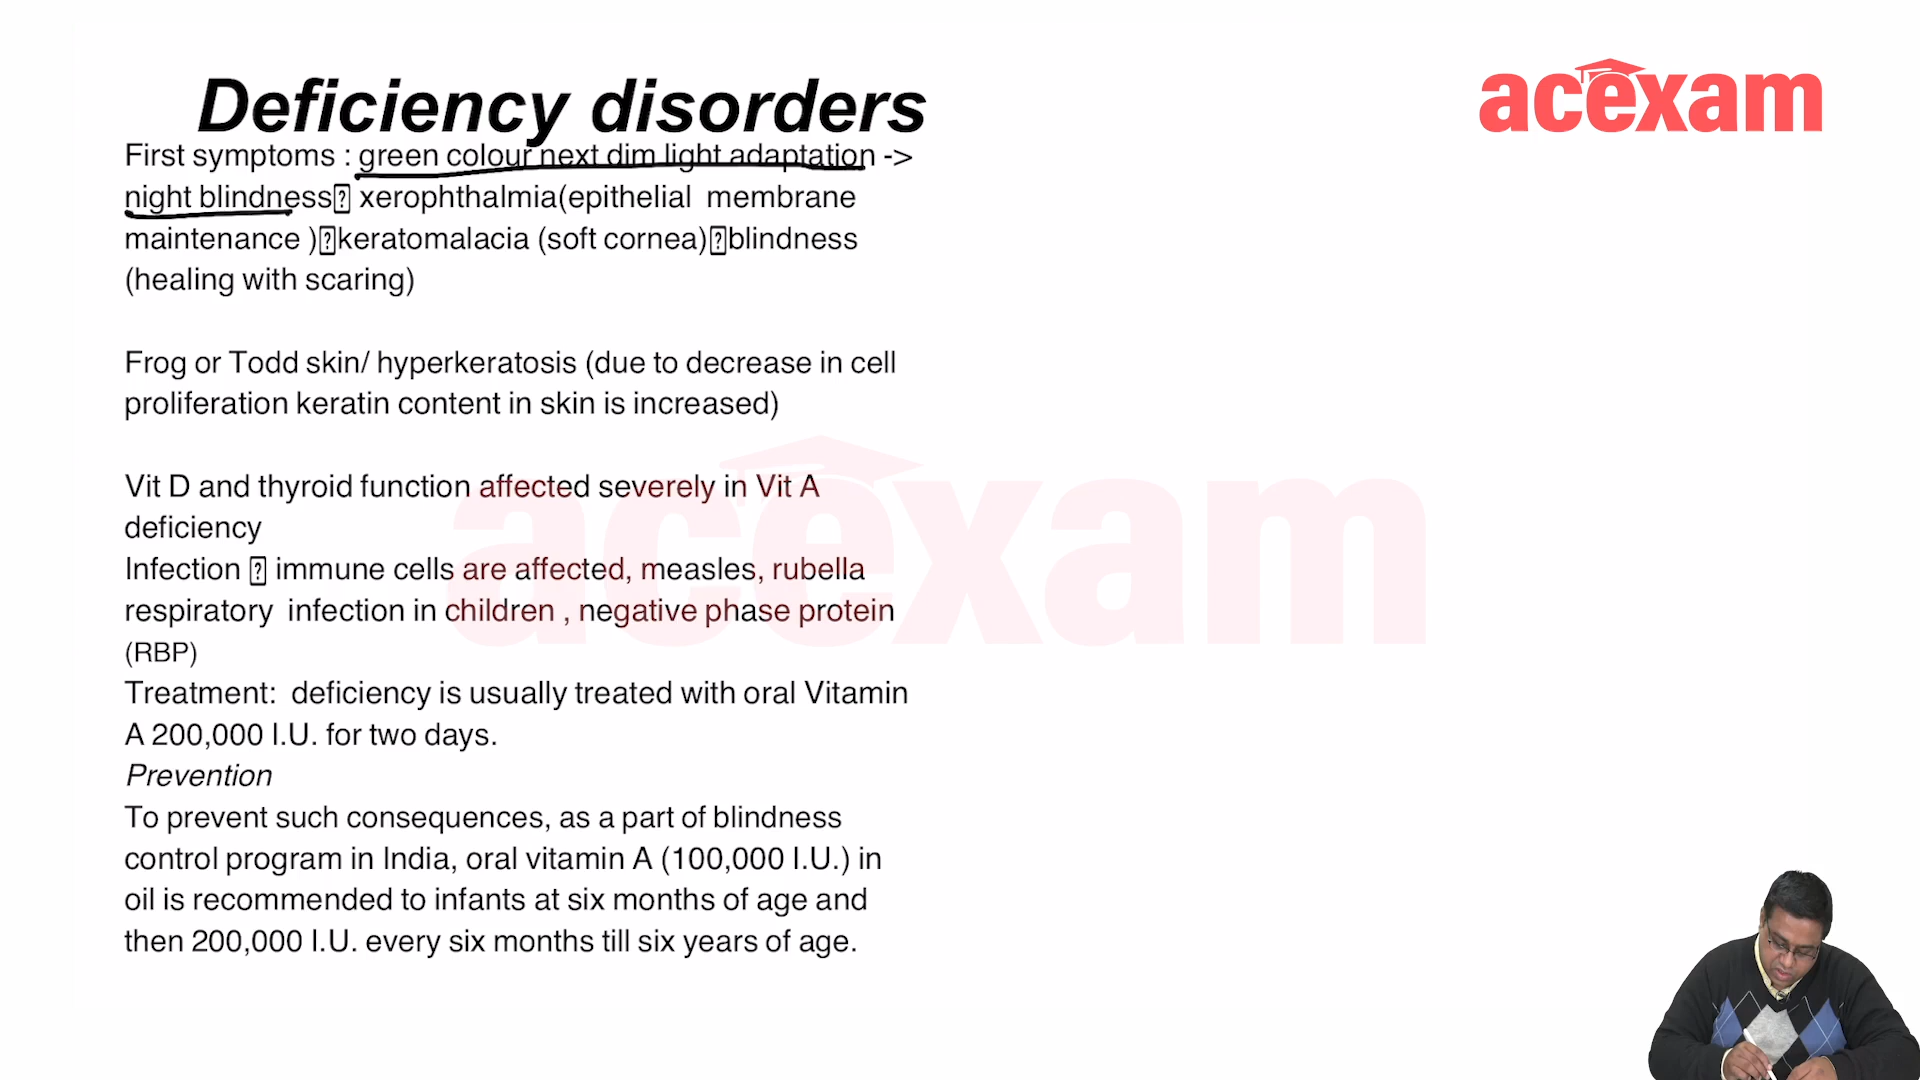 Deficiency disorders
acexam
First symptoms : green colour next dim light adaptation ->
night blindness⍰ xerophthalmia(epithelial membrane
maintenance )⍰keratomalacia (soft cornea)⍰blindness
(healing with scaring)
Frog or Todd skin/ hyperkeratosis (due to decrease in cell
proliferation keratin content in skin is increased)
Vit D and thyroid function affected severely in Vit A
deficiency
Infection ⍰ immune cells are affected, measles, rubella
respiratory infection in children , negative phase protein
(RBP)
Treatment: deficiency is usually treated with oral Vitamin
A 200,000 I.U. for two days.
Prevention
To prevent such consequences, as a part of blindness
control program in India, oral vitamin A (100,000 I.U.) in
oil is recommended to infants at six months of age and
then 200,000 I.U. every six months till six years of age.
acexam